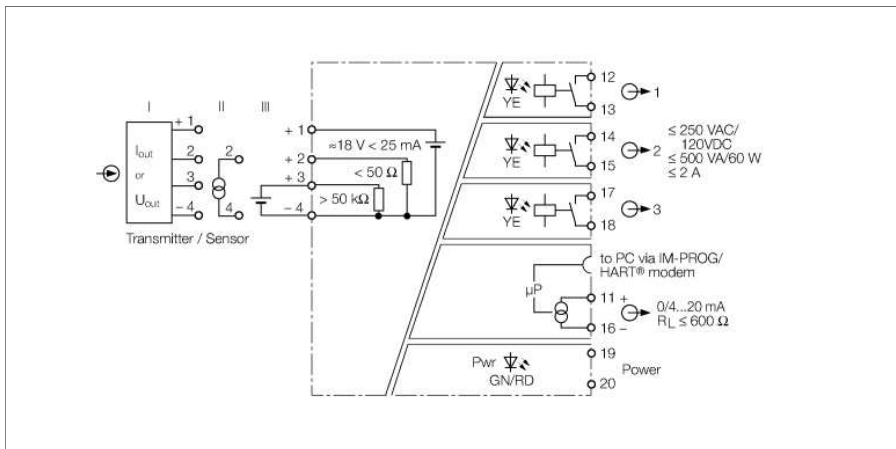 I
II
III
+ 1
2
3
− 4
I out
or
U out
2
4
Transmitter / Sensor
+ 1
+ 2
+ 3
− 4
≈18 V < 25 mA
< 50 Ω
> 50 kΩ
YE
12
13
1
YE
14
15
2
≤ 250 VAC/
120VDC
≤ 500 VA/60 W
≤ 2 A
YE
17
18
3
to PC via IM-PROG/
HART® modem
µP
11 +
16 −
0/4...20 mA
RL ≤ 600 Ω
Pwr
GN/RD
19
20
Power